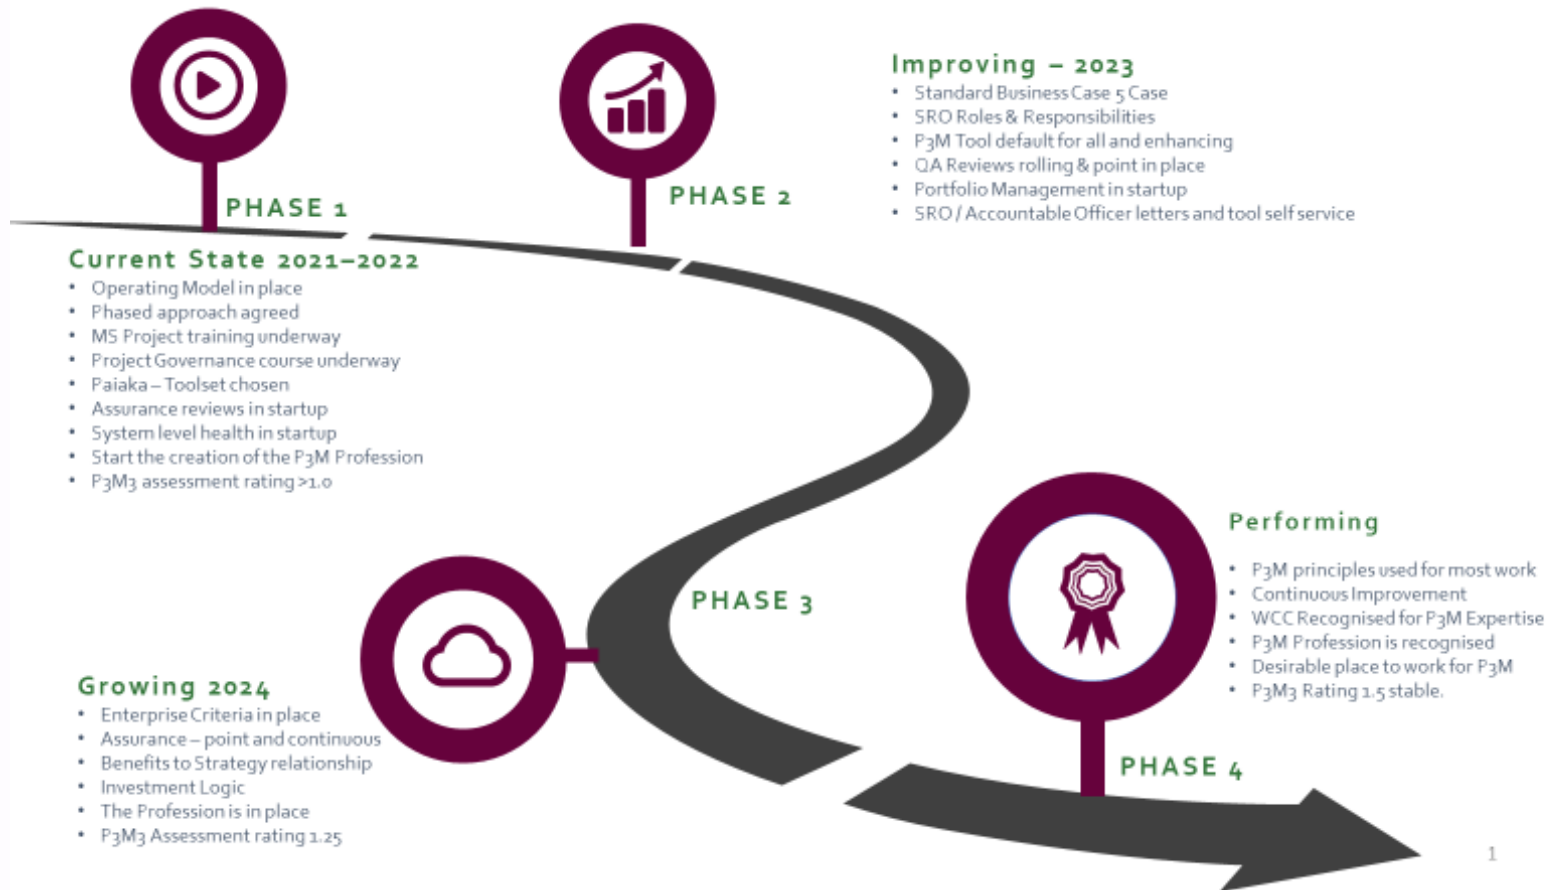 PHASE 1
Current State 2021–2022
• Operating Model in place
• Phased approach agreed
• MS Project training underway
• Project Governance course underway
• Paiaka – Toolset chosen
• Assurance reviews in startup
• System level health in startup
• Start the creation of the P3M Profession
• P3M3 assessment rating >1.0
PHASE 2
Improving – 2023
• Standard Business Case 5 Case
• SRO Roles & Responsibilities
• P3M Tool default for all and enhancing
• QA Reviews rolling & point in place
• Portfolio Management in startup
• SRO / Accountable Officer letters and tool self service
PHASE 3
Growing 2024
• Enterprise Criteria in place
• Assurance – point and continuous
• Benefits to Strategy relationship
• Investment Logic
• The Profession is in place
• P3M3 Assessment rating 1.25
PHASE 4
Performing
• P3M principles used for most work
• Continuous Improvement
• WCC Recognised for P3M Expertise
• P3M Profession is recognised
• Desirable place to work for P3M
• P3M3 Rating 1.5 stable.
1